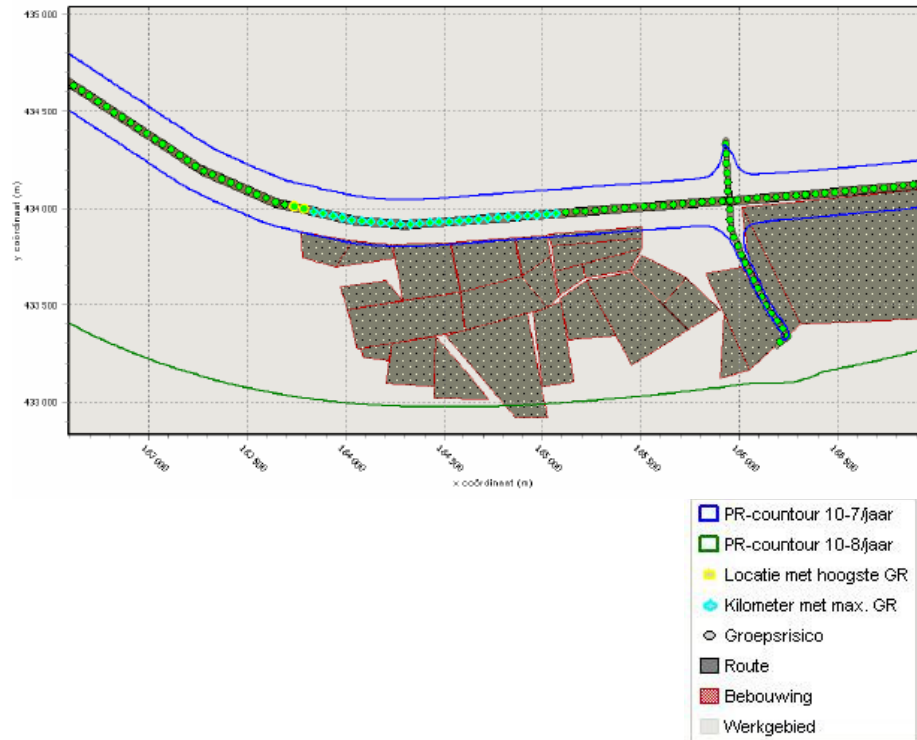 435 000
434 500
434 000
433 500
433 000
y coördinaat (m)
163 000
163 500
164 000
164 500
165 000
165 500
166 000
166 500
x coördinaat (m)
PR-countour 10-7/jaar
PR-countour 10-8/jaar
Locatie met hoogste GR
Kilometer met max. GR
Groepsrisico
Route
Bebouwing
Werkgebied